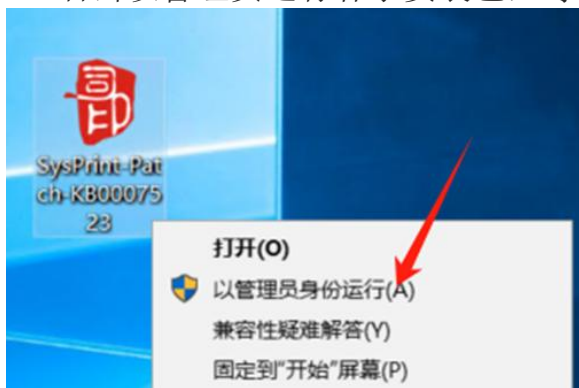 SysPrint-Pat
ch-KB00075
23
打开(O)
以管理员身份运行(A)
兼容性疑难解答(Y)
固定到"开始"屏幕(P)